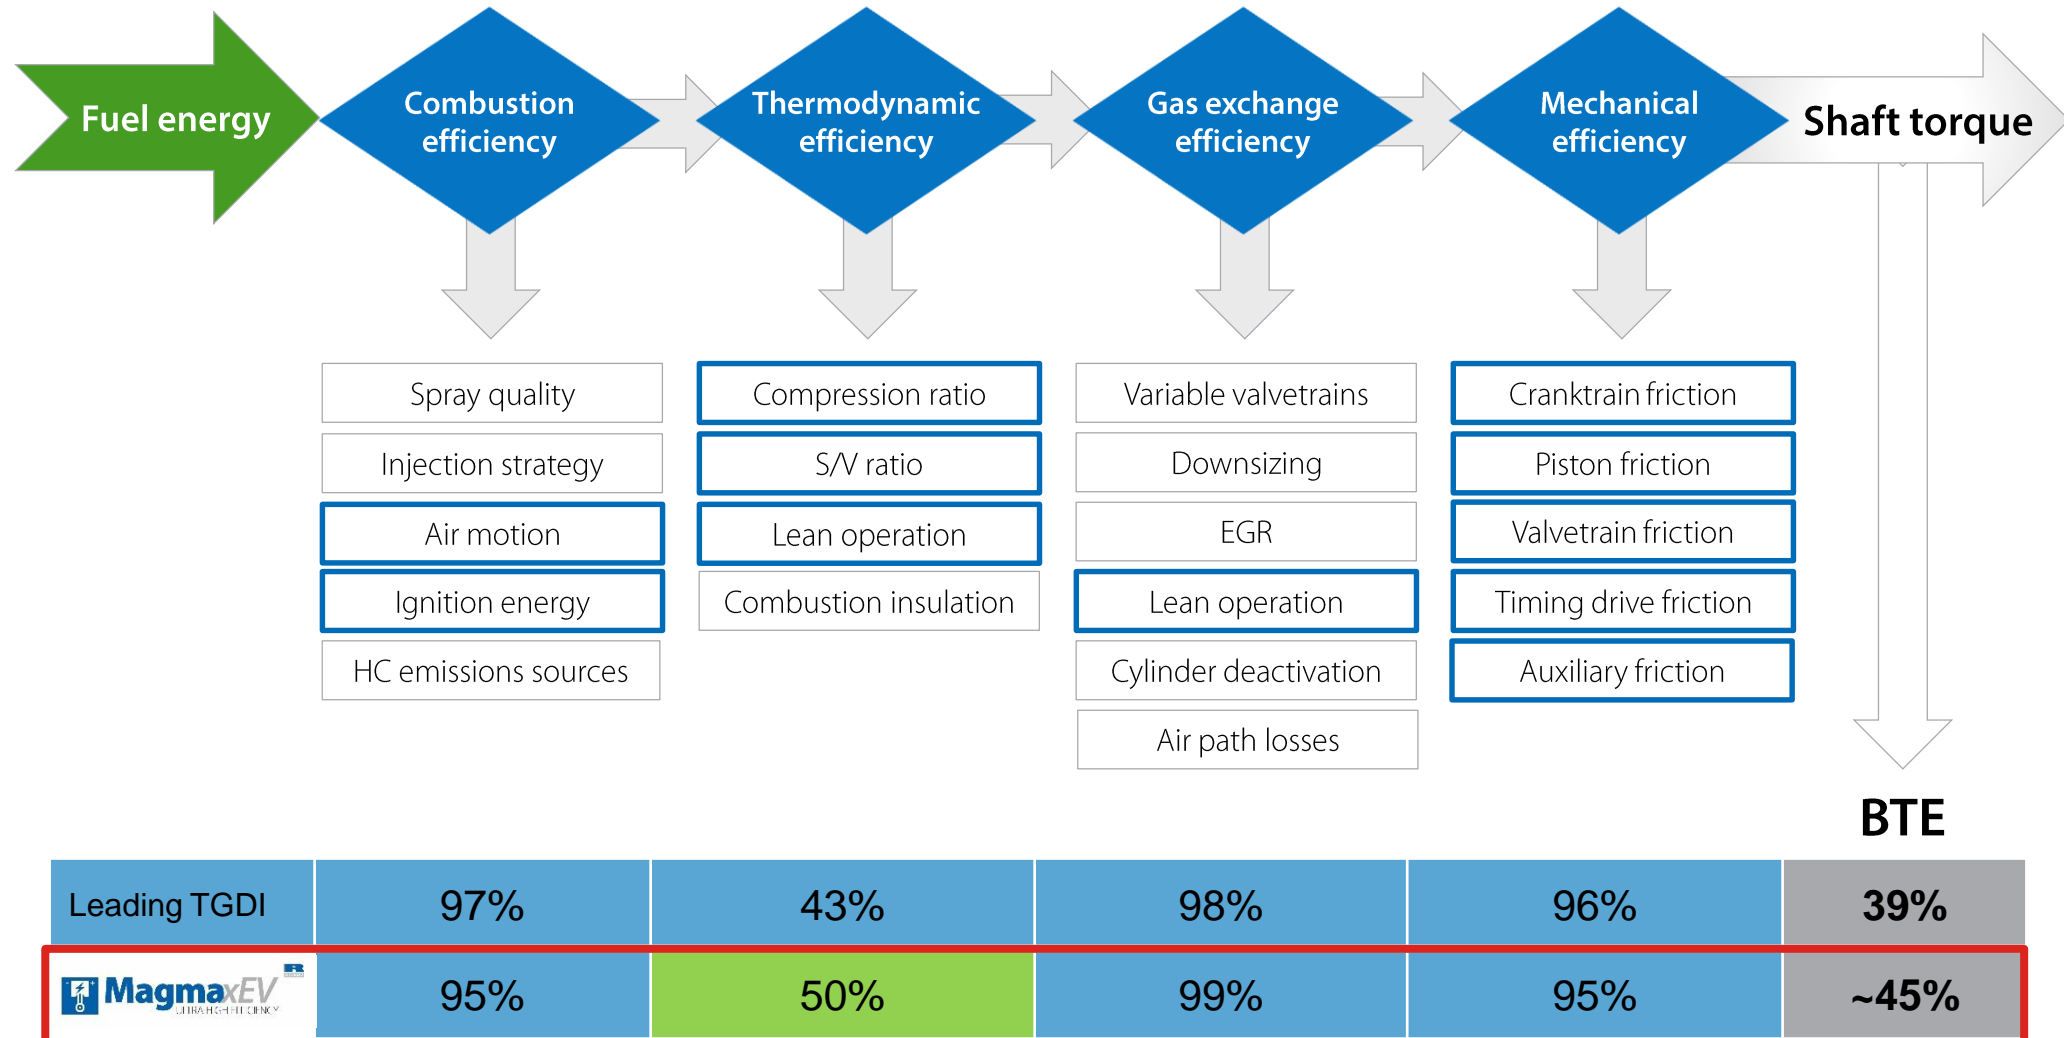 Fuel energy
Combustion
efficiency
Thermodynamic
efficiency
Gas exchange
efficiency
Mechanical
efficiency
Shaft torque
Spray quality
Injection strategy
Air motion
Ignition energy
HC emissions sources
Compression ratio
S/V ratio
Lean operation
Combustion insulation
Variable valvetrains
Downsizing
EGR
Lean operation
Cylinder deactivation
Air path losses
Cranktrain friction
Piston friction
Valvetrain friction
Timing drive friction
Auxiliary friction
BTE
Leading TGDI 97% 43% 98% 96% 39%
MagmaxEV 95% 50% 99% 95% ~45%
ULTRA HIGH EFFICIENCY